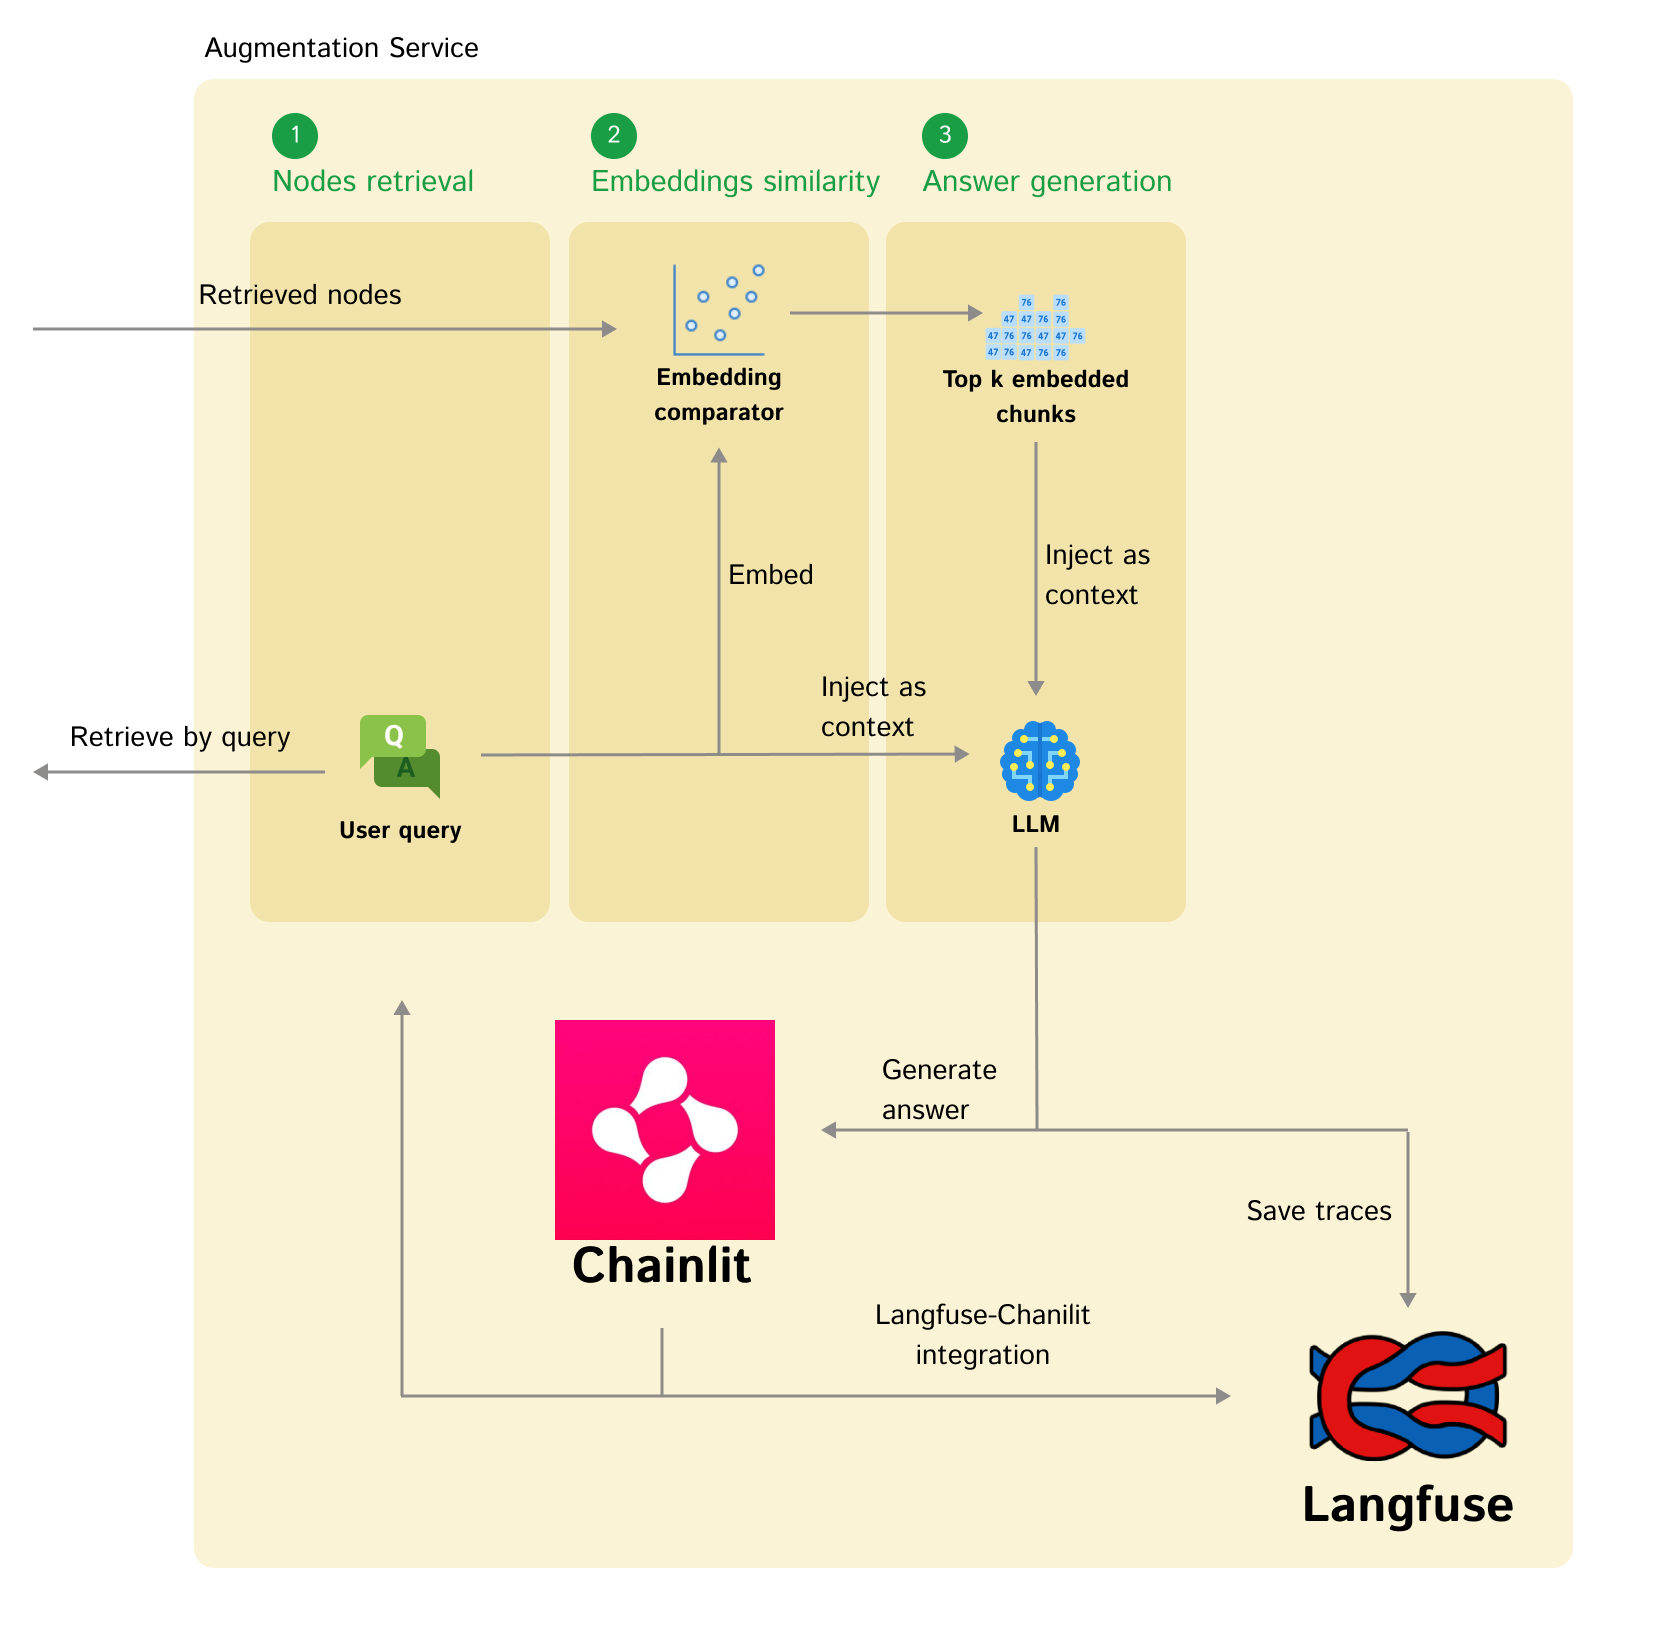 Augmentation Service
1
Nodes retrieval
2
Embeddings similarity
3
Answer generation
Retrieved nodes
Embedding
comparator
76 76
47 47 76 76
47 76 76 47 47 76
47 76 47 76 76
Top k embedded
chunks
Embed
Inject as
context
Inject as
context
Retrieve by query
Q
A
User query
LLM
Generate
answer
Chainlit
Save traces
Langfuse-Chanilit
integration
Langfuse